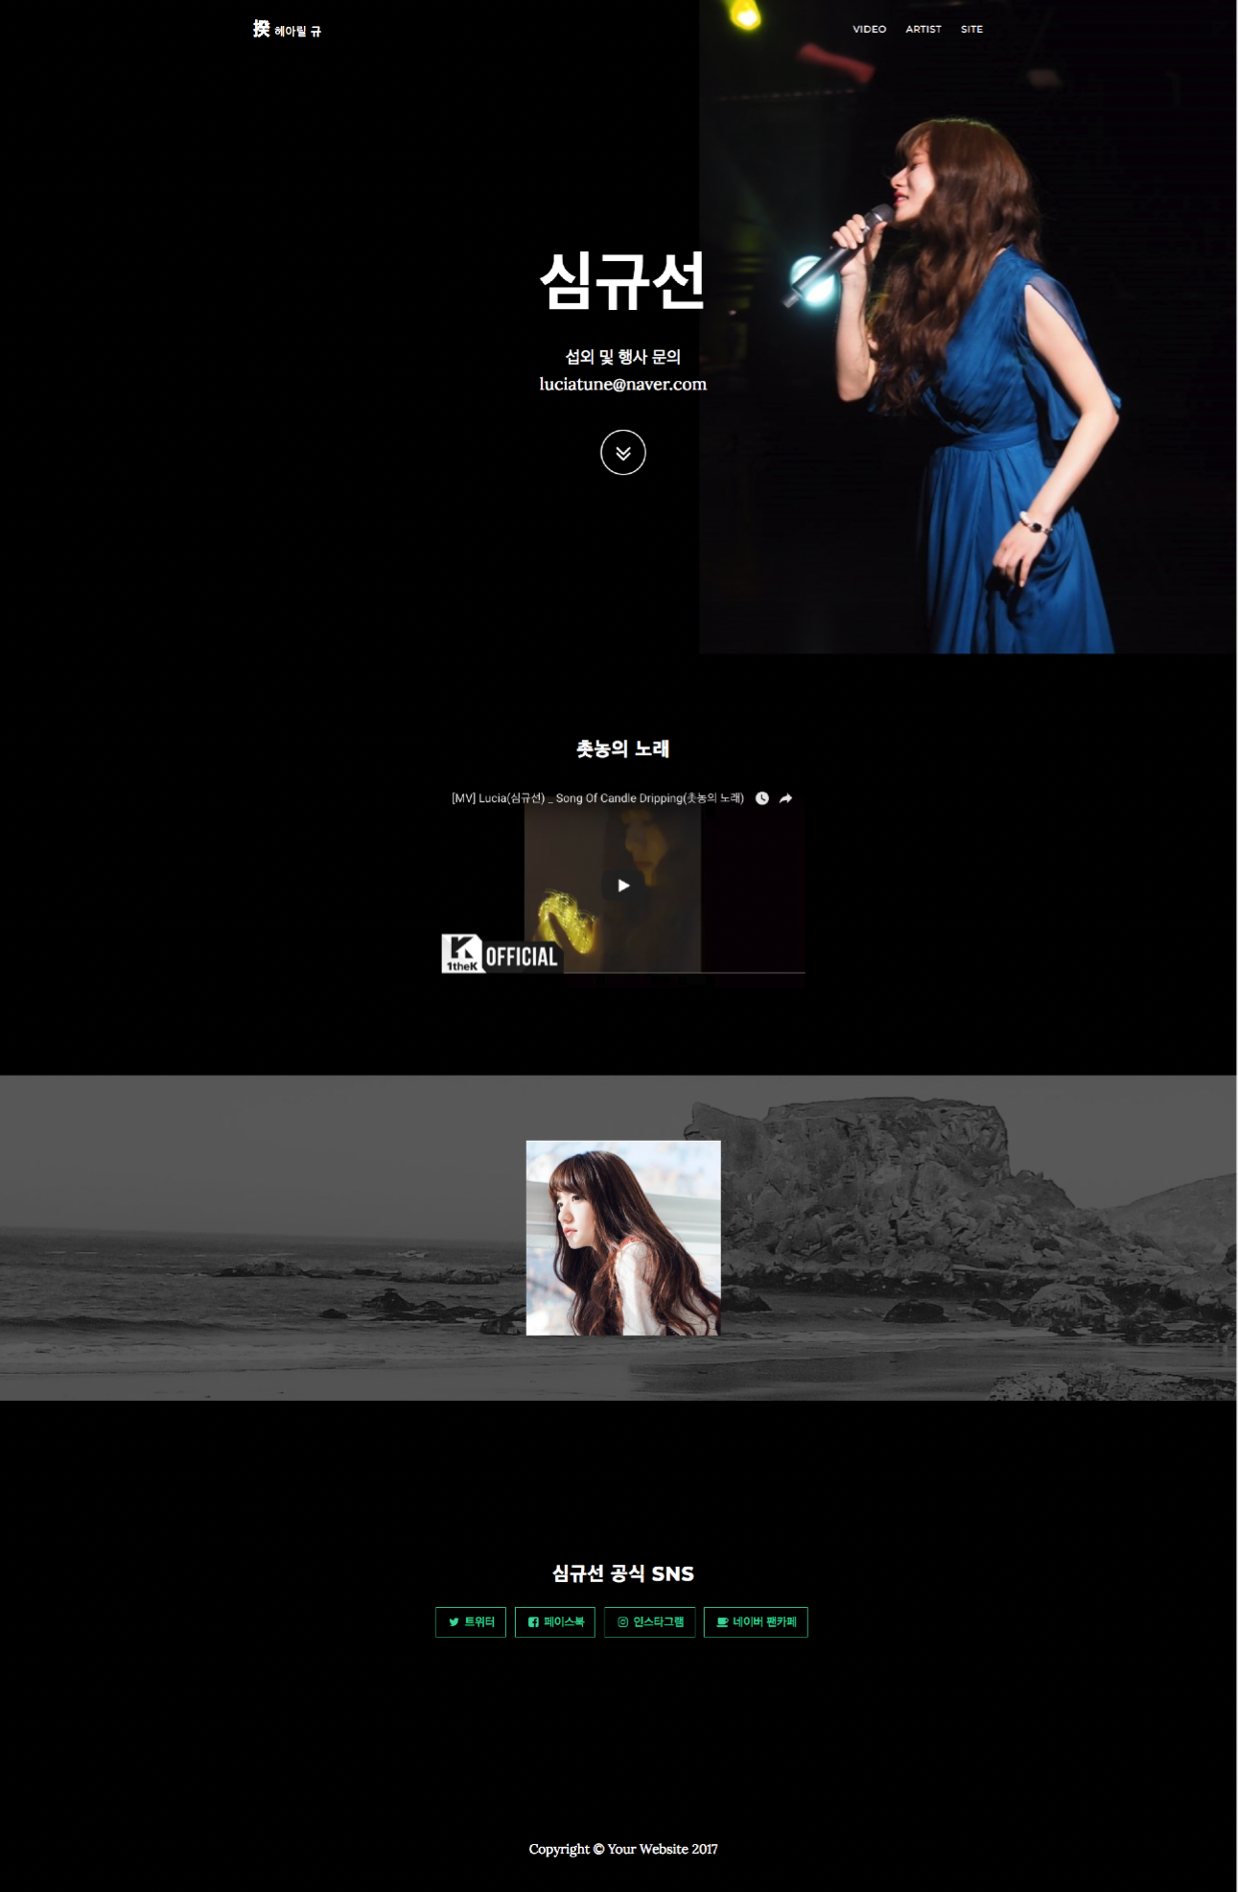 揆 헤아릴 규
VIDEO ARTIST SITE
심규선
섭외 및 행사 문의
luciatune@naver.com
촛농의 노래
[MV] Lucia(심규선) _ Song Of Candle Dripping(촛농의 노래)
K 1theK OFFICIAL
심규선 공식 SNS
트위터 페이스북 인스타그램 네이버 팬카페
Copyright © Your Website 2017